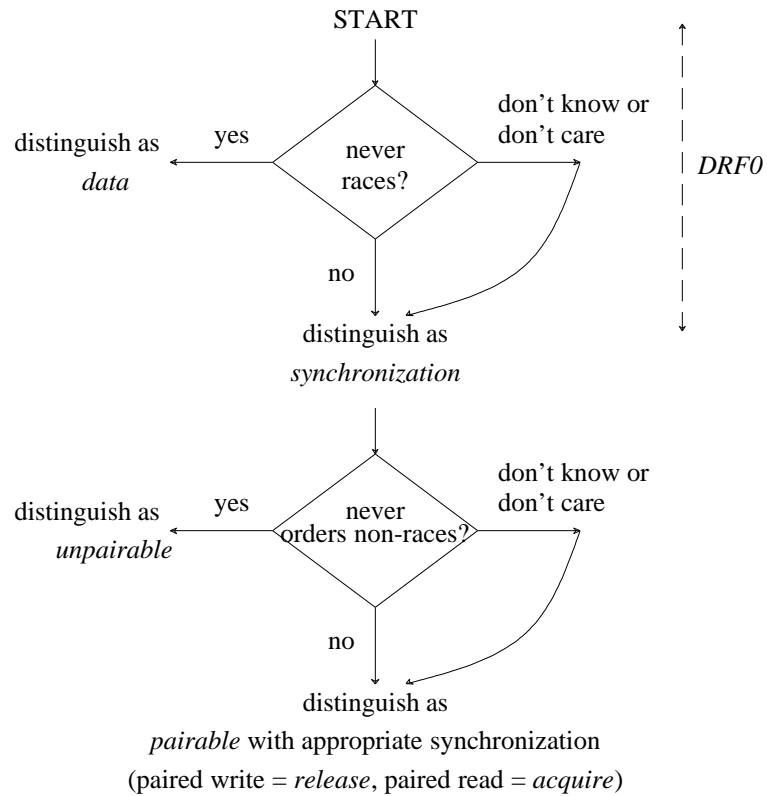 START
don't know or
don't care
distinguish as
data
yes
never
races?
DRF0
no
distinguish as
synchronization
don't know or
don't care
distinguish as
unpairable
yes
never
orders non-races?
no
distinguish as
pairable with appropriate synchronization
(paired write = release, paired read = acquire)